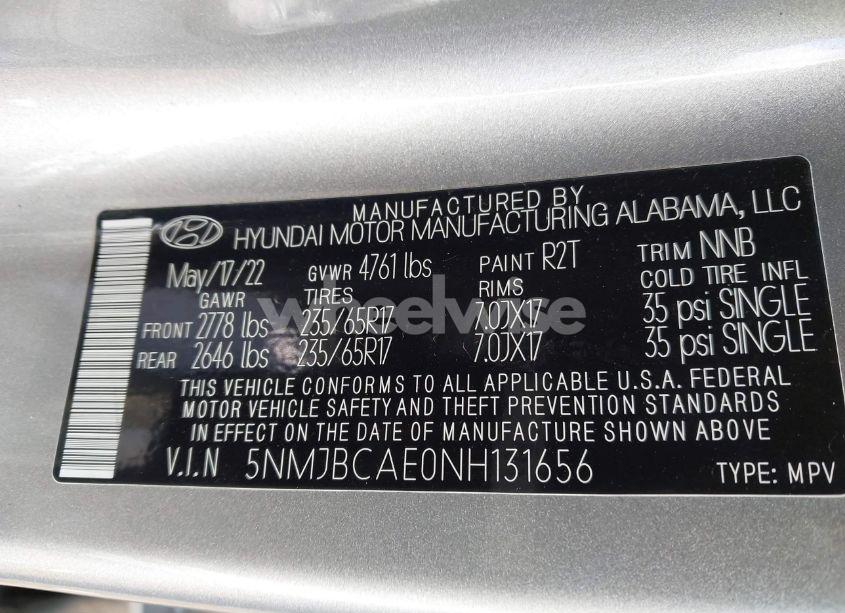 MANUFACTURED BY
HYUNDAI MOTOR MANUFACTURING ALABAMA, LLC
May/17/22 GVWR 4761 lbs PAINT R2T TRIM NNB
GAWR TIRES RIMS COLD TIRE INFL
FRONT 2778 lbs 235/65R17 7.0JX17 35 psi SINGLE
REAR 2646 lbs 235/65R17 7.0JX17 35 psi SINGLE
wheelwise
THIS VEHICLE CONFORMS TO ALL APPLICABLE U.S.A. FEDERAL
MOTOR VEHICLE SAFETY AND THEFT PREVENTION STANDARDS
IN EFFECT ON THE DATE OF MANUFACTURE SHOWN ABOVE
V.I.N 5NMJBCAE0NH131656 TYPE: MPV